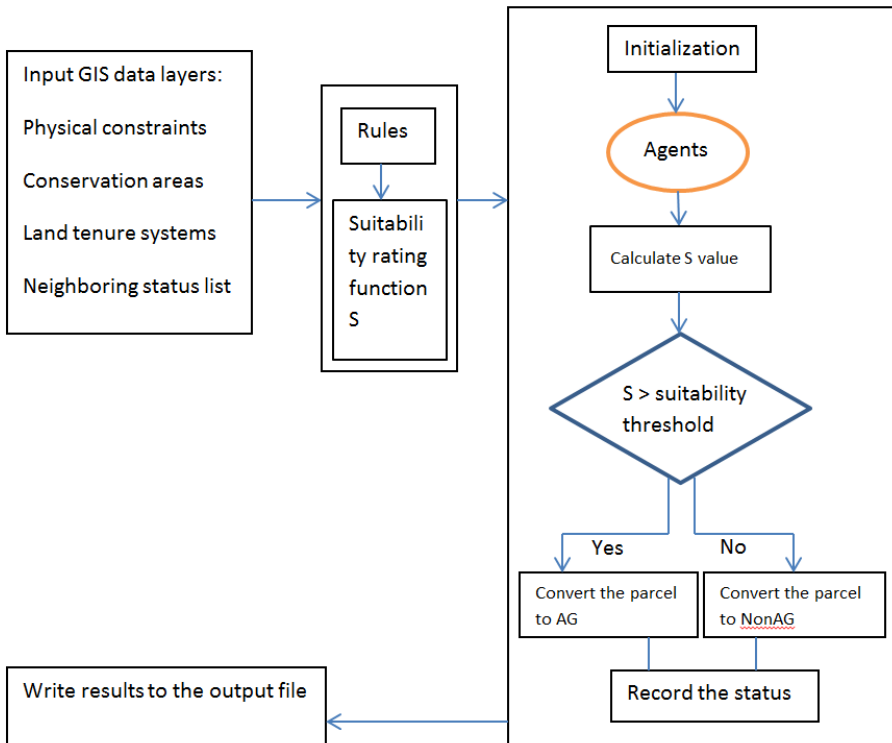 Input GIS data layers:
Physical constraints
Conservation areas
Land tenure systems
Neighboring status list
Rules
Suitabili
ty rating
function
S
Initialization
Agents
Calculate S value
S > suitability
threshold
Yes
No
Convert the parcel
to AG
Convert the parcel
to NonAG
Record the status
Write results to the output file